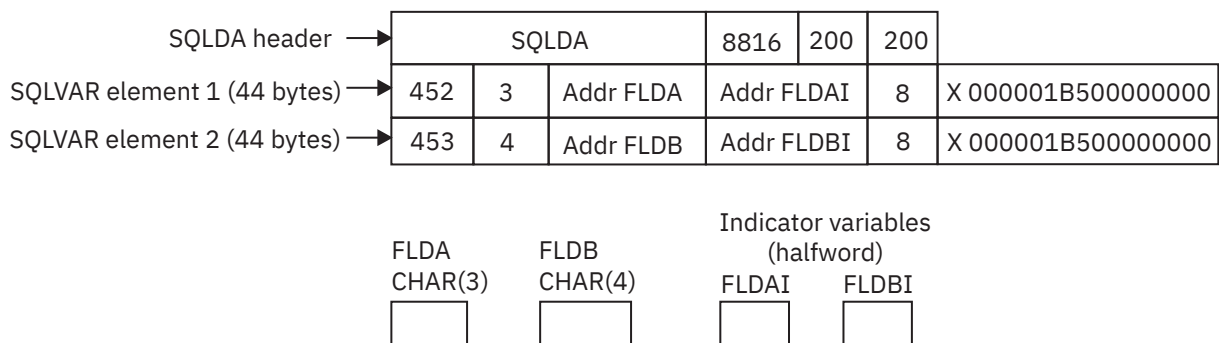 SQLDA header SQLDA 8816 200 200
SQLVAR element 1 (44 bytes) 452 3 Addr FLDA Addr FLDAI 8 X 000001B500000000
SQLVAR element 2 (44 bytes) 453 4 Addr FLDB Addr FLDBI 8 X 000001B500000000
Indicator variables
(halfword)
FLDA FLDB
CHAR(3) CHAR(4) FLDAI FLDBI